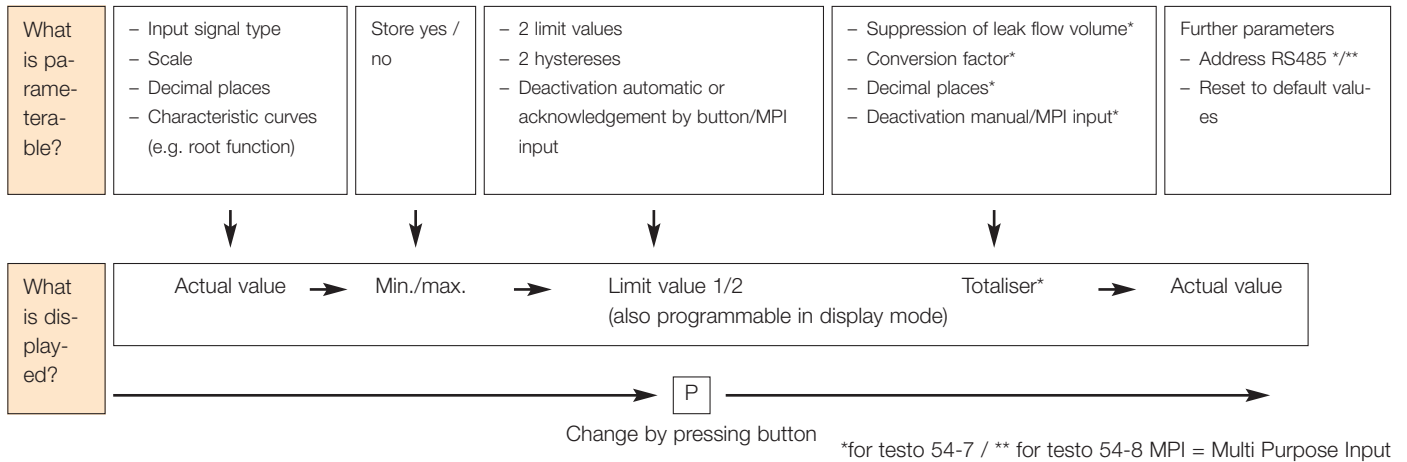 What
is pa-
rame-
tera-
ble?
– Input signal type
– Scale
– Decimal places
– Characteristic curves
(e.g. root function)
Store yes /
no
– 2 limit values
– 2 hystereses
– Deactivation automatic or
acknowledgement by button/MPI
input
– Suppression of leak flow volume*
– Conversion factor*
– Decimal places*
– Deactivation manual/MPI input*
Further parameters
– Address RS485 */**
– Reset to default valu-
es
What
is dis-
play-
ed?
Actual value
Min./max.
Limit value 1/2
(also programmable in display mode)
Totaliser*
Actual value
P
Change by pressing button
*for testo 54-7 / ** for testo 54-8 MPI = Multi Purpose Input